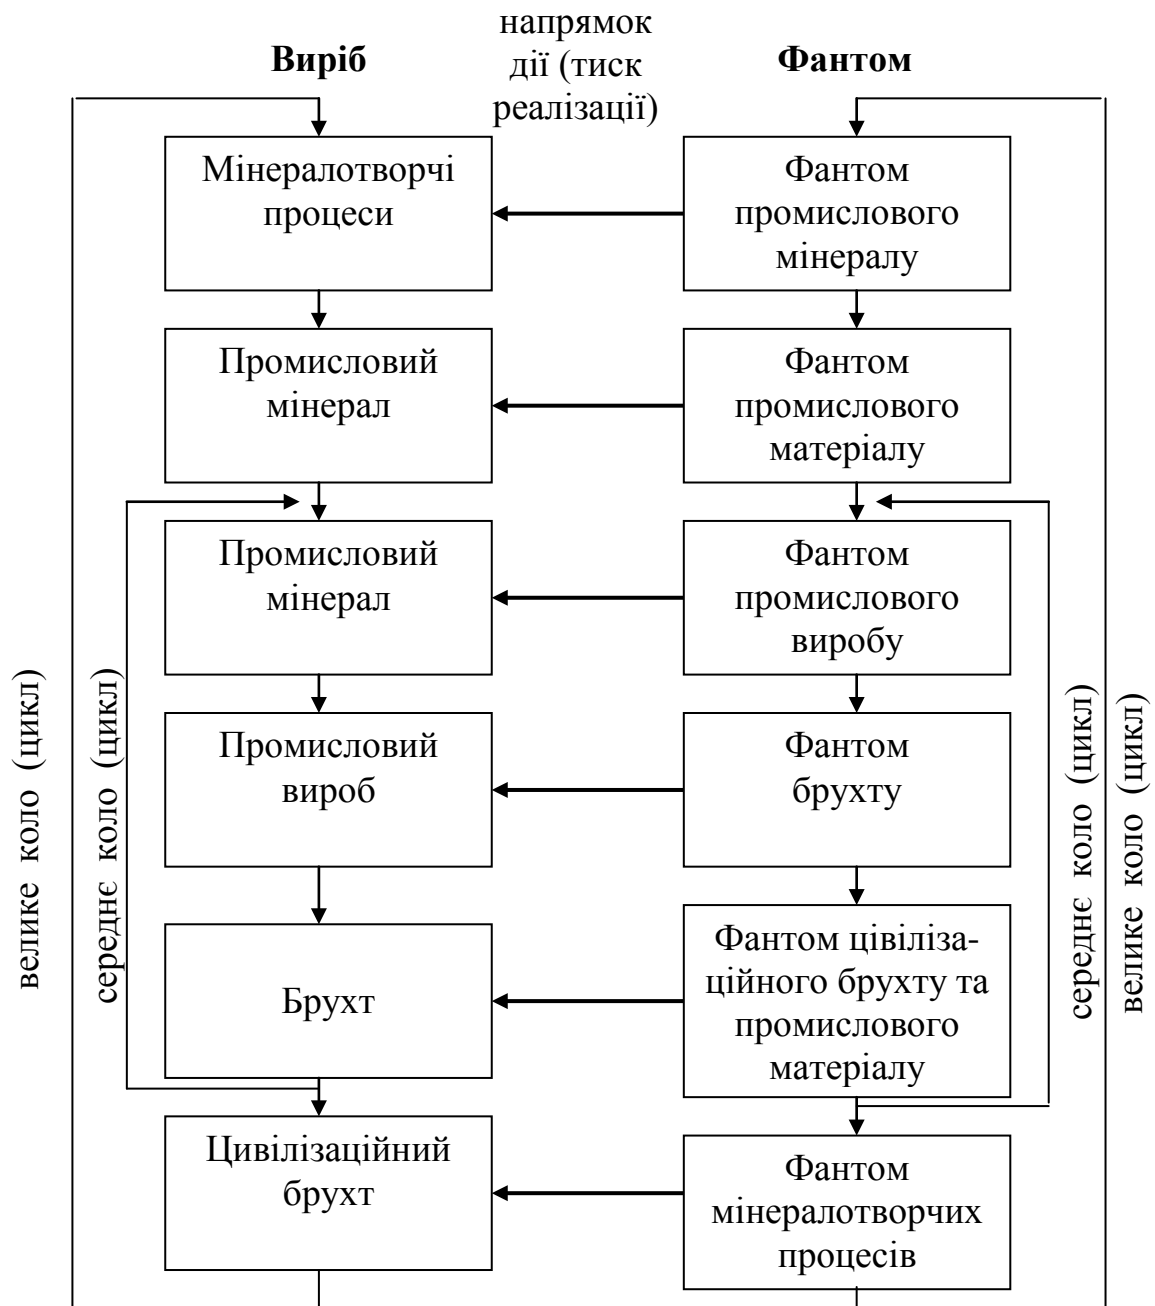 напрямок
дії (тиск
реалізації)
Виріб
Фантом
Мінералотворчі
процеси
Фантом
промислового
мінералу
Промисловий
мінерал
Фантом
промислового
матеріалу
Промисловий
мінерал
Фантом
промислового
виробу
Промисловий
вироб
Фантом
брухту
Брухт
Фантом цівіліза-
ційного брухту та
промислового
матеріалу
Цивілізаційний
брухт
Фантом
мінералотворчих
процесів
велике коло (цикл)
середнє коло (цикл)
середнє коло (цикл)
велике коло (цикл)